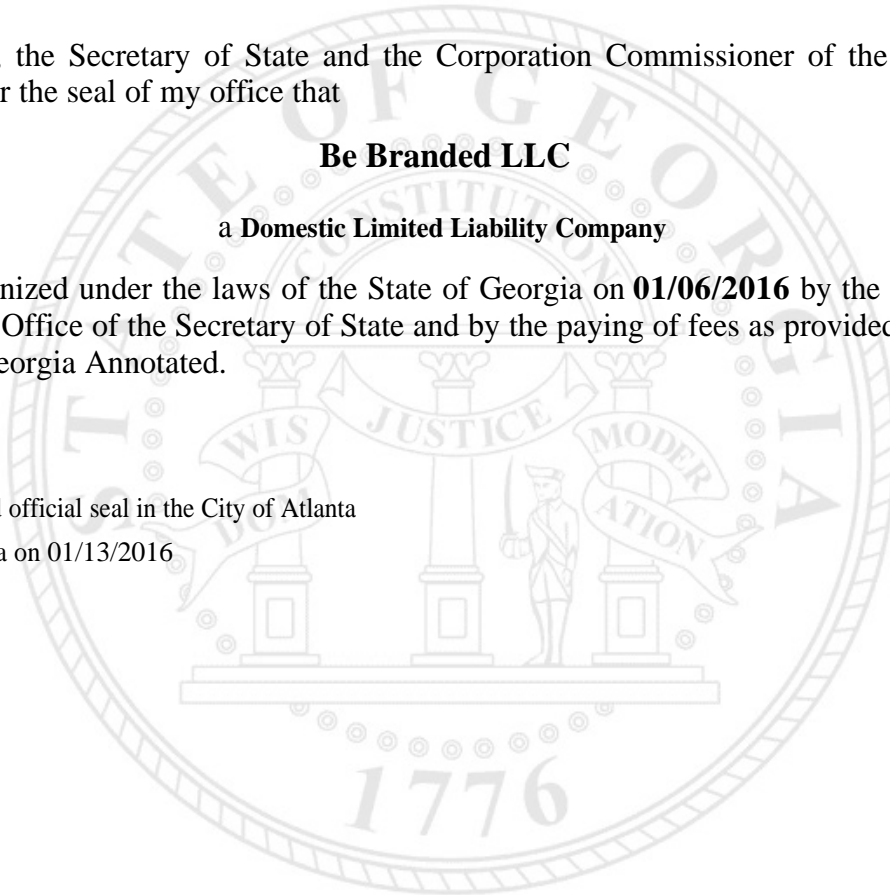 , the Secretary of State and the Corporation Commissioner of the
r the seal of my office that
Be Branded LLC
a Domestic Limited Liability Company
nized under the laws of the State of Georgia on 01/06/2016 by the
Office of the Secretary of State and by the paying of fees as provided
eorgia Annotated.
official seal in the City of Atlanta
a on 01/13/2016
STATE OF GEORGIA
CONSTITUTION
WISDOM
JUSTICE
MODERATION
1776